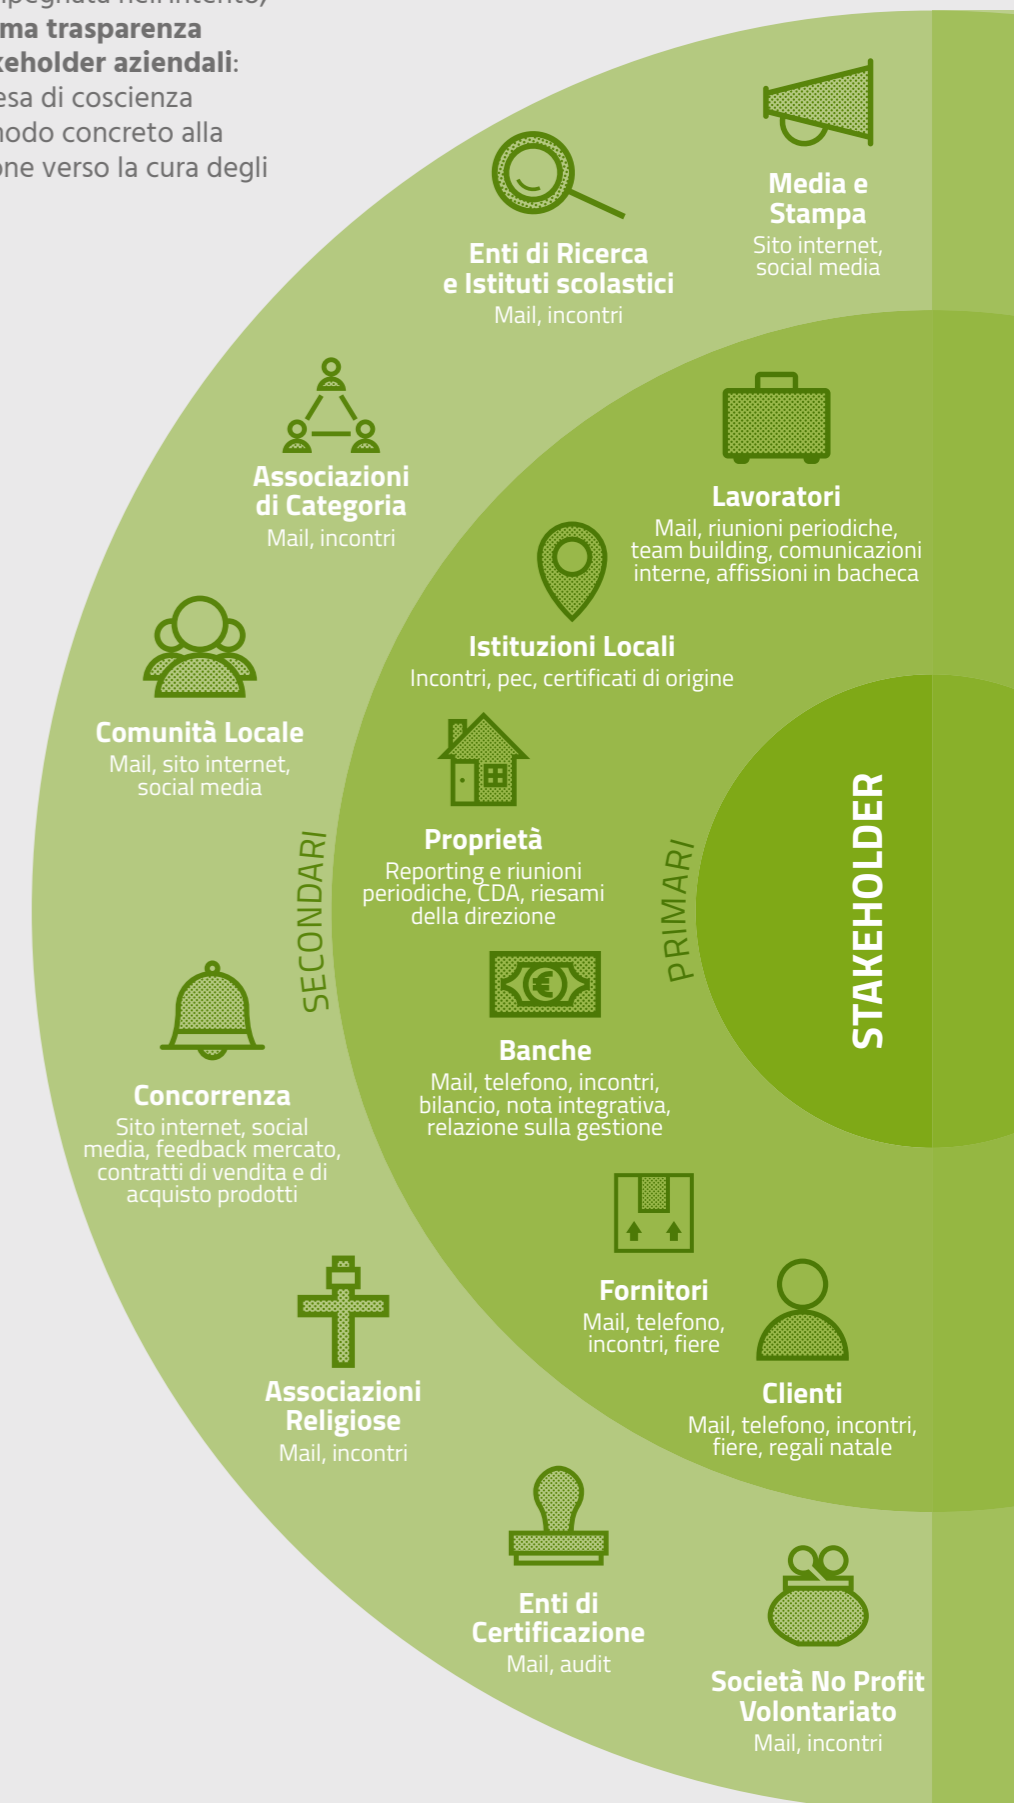 trasparenza
aziendali:
di coscienza
modo concreto alla
verso la cura degli
Media e
Stampa
Sito internet,
social media
Enti di Ricerca
e Istituti scolastici
Mail, incontri
Associazioni
di Categoria
Mail, incontri
Lavoratori
Mail, riunioni periodiche,
team building, comunicazioni
interne, affissioni in bacheca
Istituzioni Locali
Incontri, pec, certificati di origine
Comunità Locale
Mail, sito internet,
social media
Proprietà
Reporting e riunioni
periodiche, CDA, riesami
della direzione
SECONDARI
PRIMARI
STAKEHOLDER
Banche
Mail, telefono, incontri,
bilancio, nota integrativa,
relazione sulla gestione
Concorrenza
Sito internet, social
media, feedback mercato,
contratti di vendita e di
acquisto prodotti
Fornitori
Mail, telefono,
incontri, fiere
Clienti
Mail, telefono, incontri,
fiere, regali natale
Associazioni
Religiose
Mail, incontri
Enti di
Certificazione
Mail, audit
Società No Profit
Volontariato
Mail, incontri